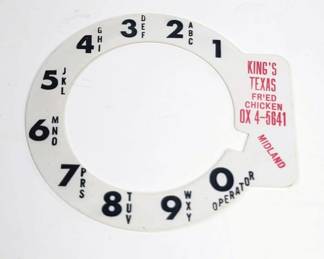 1
2 ABC
3 DEF
4 GHI
5 JKL
6 MNO
7 PRS
8 TUV
9 WXY
0 OPERATOR
KING'S
TEXAS
FRIED
CHICKEN
OX 4-5641
MIDLAND